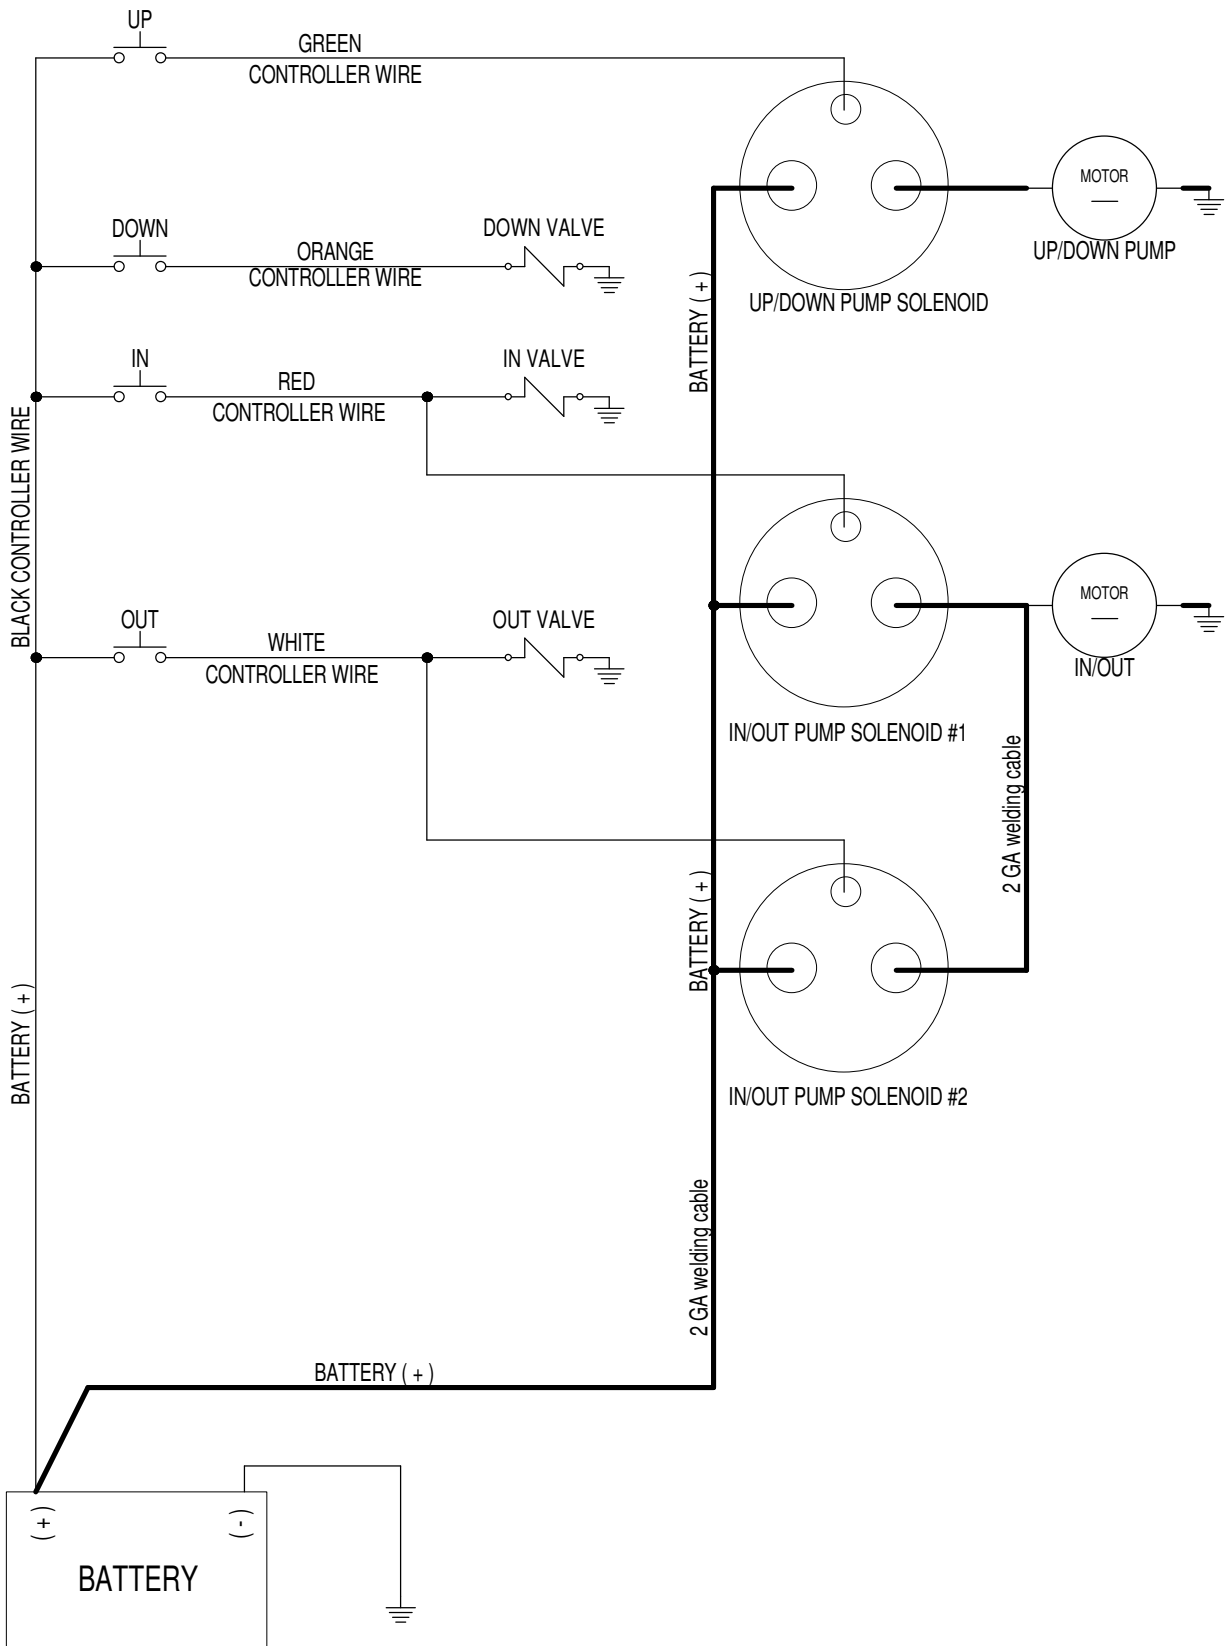 UP
GREEN
CONTROLLER WIRE
MOTOR
UP/DOWN PUMP
DOWN
ORANGE
CONTROLLER WIRE
DOWN VALVE
BATTERY ( + )
UP/DOWN PUMP SOLENOID
IN
RED
CONTROLLER WIRE
IN VALVE
BLACK CONTROLLER WIRE
MOTOR
IN/OUT
OUT
WHITE
CONTROLLER WIRE
OUT VALVE
IN/OUT PUMP SOLENOID #1
2 GA welding cable
BATTERY ( + )
BATTERY ( + )
IN/OUT PUMP SOLENOID #2
2 GA welding cable
BATTERY ( + )
(+)
(-)
BATTERY